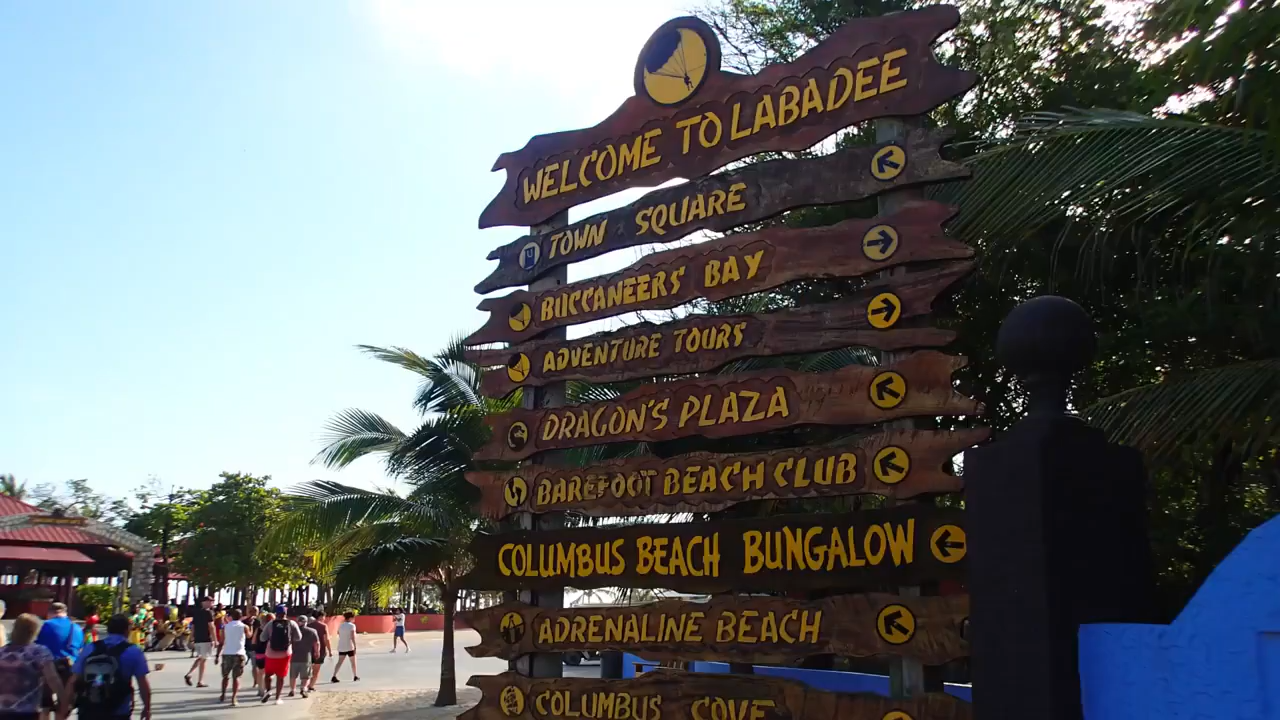 WELCOME TO LABADEE
TOWN SQUARE
BUCCANEERS BAY
ADVENTURE TOURS
DRAGON'S PLAZA
BAREFOOT BEACH CLUB
COLUMBUS BEACH BUNGALOW
ADRENALINE BEACH
COLUMBUS COVE